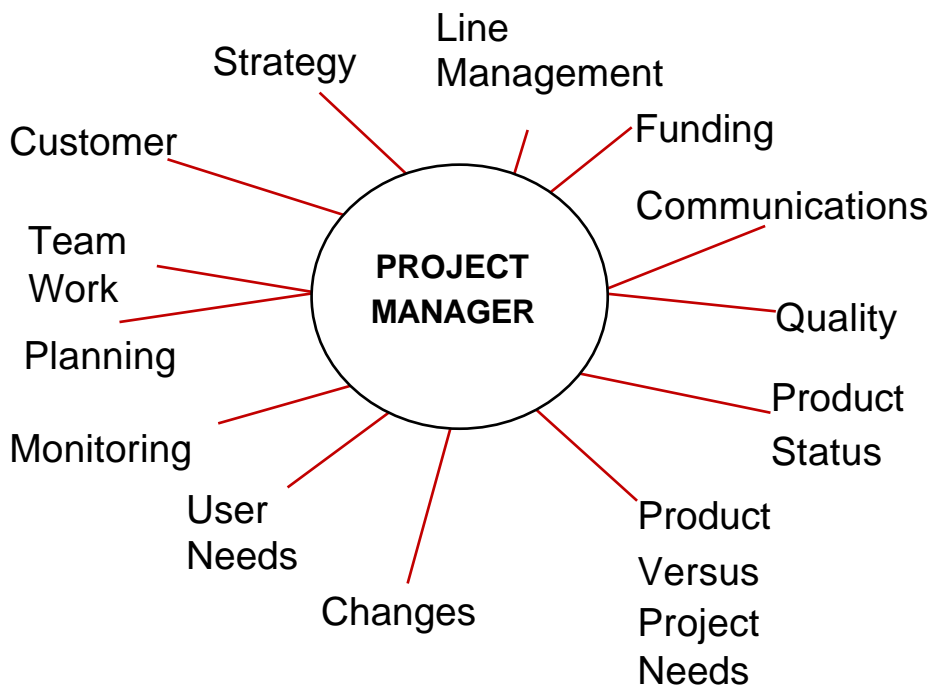 Line
Management
Strategy
Funding
Customer
Communications
Team
Work
PROJECT
MANAGER
Quality
Planning
Product
Status
Monitoring
User
Needs
Product
Versus
Project
Needs
Changes